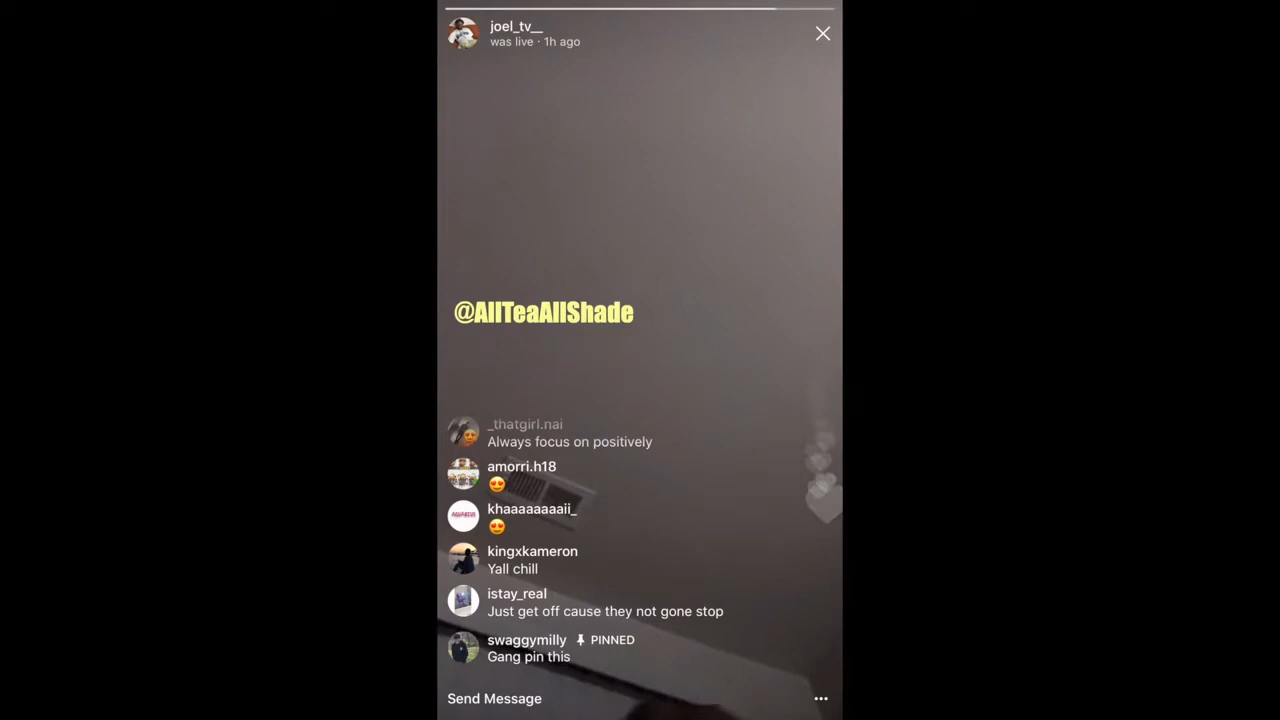 joel_tv__
was live · 1h ago
@AllTeaAllShade
_thatgirl.nai
Always focus on positively
amorri.h18
😍
khaaaaaaaaii_
😍
kingxkameron
Yall chill
istay_real
Just get off cause they not gone stop
swaggymilly PINNED
Gang pin this
Send Message